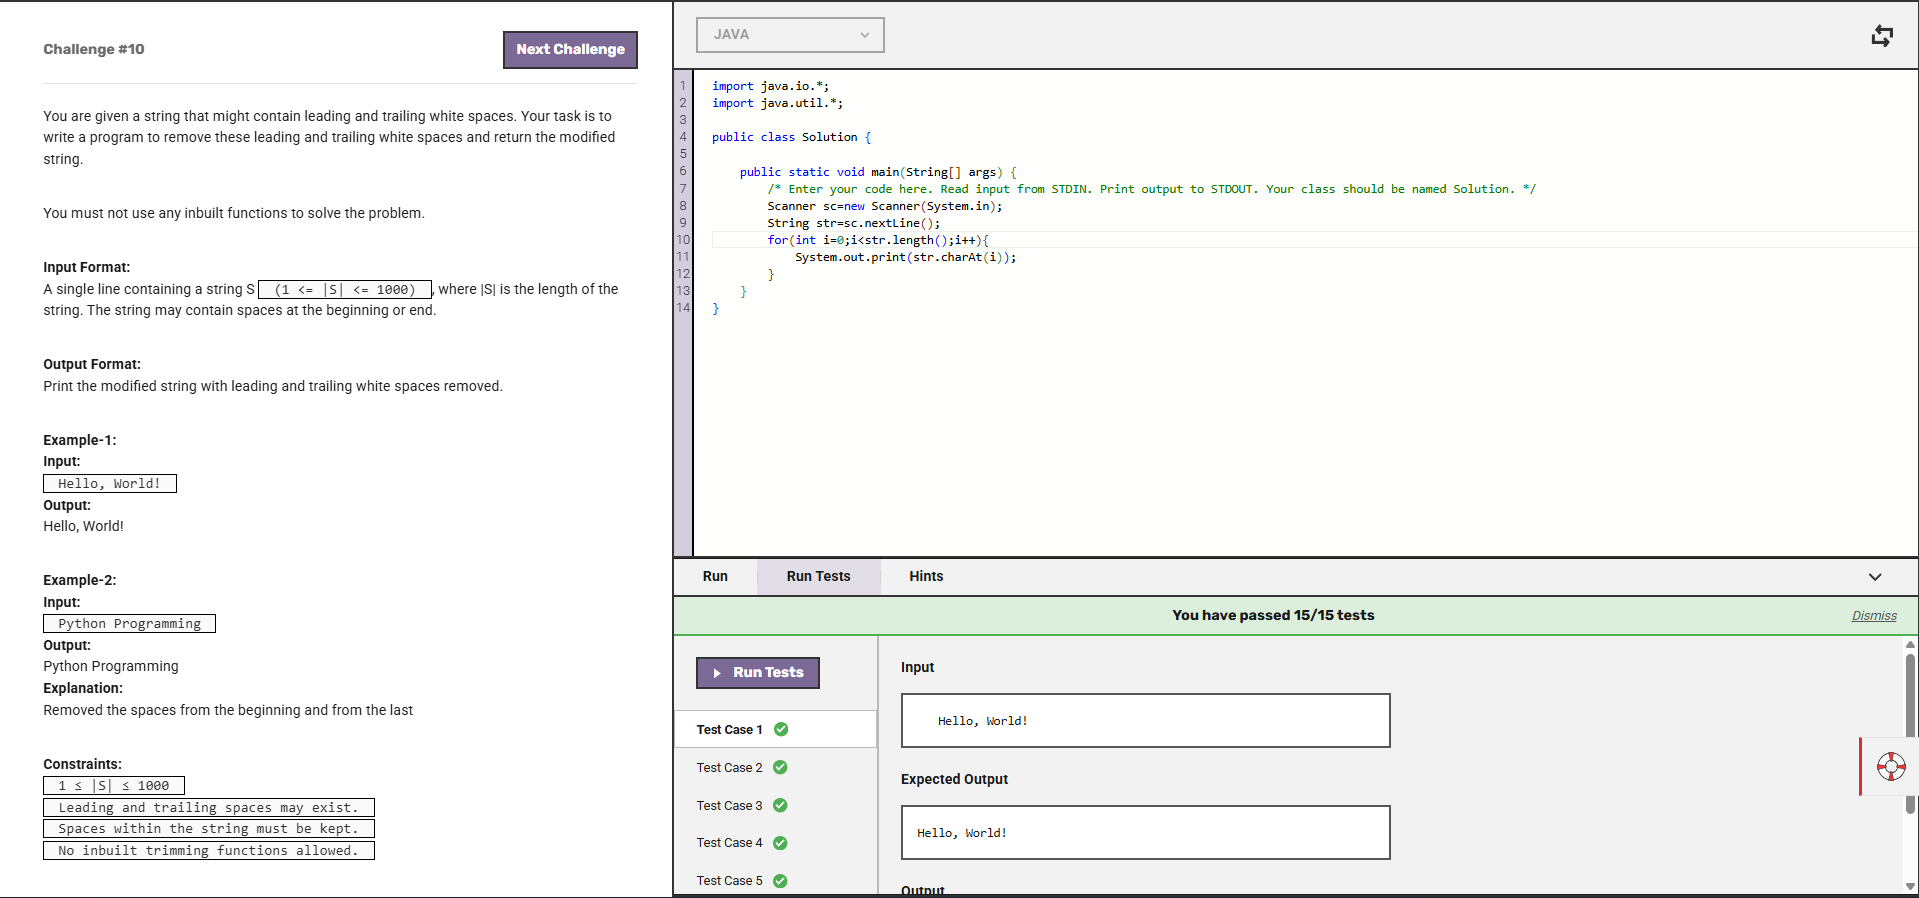 Challenge #10
Next Challenge
You are given a string that might contain leading and trailing white spaces. Your task is to
write a program to remove these leading and trailing white spaces and return the modified
string.
You must not use any inbuilt functions to solve the problem.
Input Format:
A single line containing a string S (1 <= |S| <= 1000) , where |S| is the length of the
string. The string may contain spaces at the beginning or end.
Output Format:
Print the modified string with leading and trailing white spaces removed.
Example-1:
Input:
Hello, World!
Output:
Hello, World!
Example-2:
Input:
Python Programming
Output:
Python Programming
Explanation:
Removed the spaces from the beginning and from the last
Constraints:
1 ≤ |S| ≤ 1000
Leading and trailing spaces may exist.
Spaces within the string must be kept.
No inbuilt trimming functions allowed.
JAVA
1 import java.io.*;
2 import java.util.*;
3
4 public class Solution {
5
6 public static void main(String[] args) {
7 /* Enter your code here. Read input from STDIN. Print output to STDOUT. Your class should be named Solution. */
8 Scanner sc=new Scanner(System.in);
9 String str=sc.nextLine();
10 for(int i=0;i<str.length();i++){
11 System.out.print(str.charAt(i));
12 }
13 }
14 }
Run Run Tests Hints
You have passed 15/15 tests Dismiss
Run Tests
Test Case 1
Test Case 2
Test Case 3
Test Case 4
Test Case 5
Input
Hello, World!
Expected Output
Hello, World!
Output